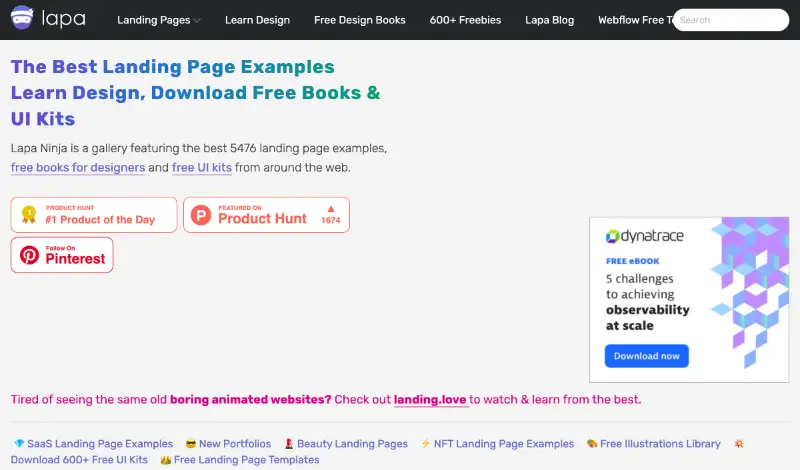 lapa Landing Pages Learn Design Free Design Books 600+ Freebies Lapa Blog Webflow Free Search
The Best Landing Page Examples
Learn Design, Download Free Books &
UI Kits
Lapa Ninja is a gallery featuring the best 5476 landing page examples,
free books for designers and free UI kits from around the web.
PRODUCT HUNT
#1 Product of the Day
FEATURED ON
Product Hunt
1674
Follow On
Pinterest
dynatrace
FREE eBOOK
5 challenges
to achieving
observability
at scale
Download now
Tired of seeing the same old boring animated websites? Check out landing.love to watch & learn from the best.
SaaS Landing Page Examples New Portfolios Beauty Landing Pages NFT Landing Page Examples Free Illustrations Library
Download 600+ Free UI Kits Free Landing Page Templates